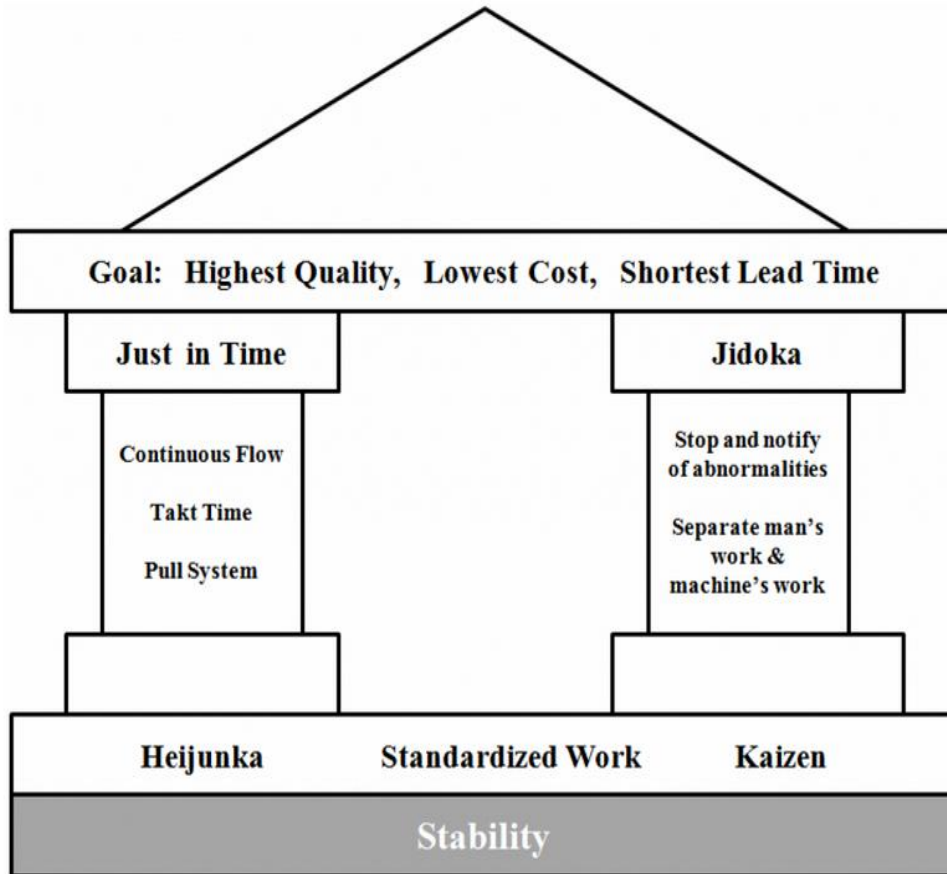 Goal: Highest Quality, Lowest Cost, Shortest Lead Time
Just in Time
Jidoka
Continuous Flow
Takt Time
Pull System
Stop and notify
of abnormalities
Separate man's
work &
machine's work
Heijunka Standardized Work Kaizen
Stability